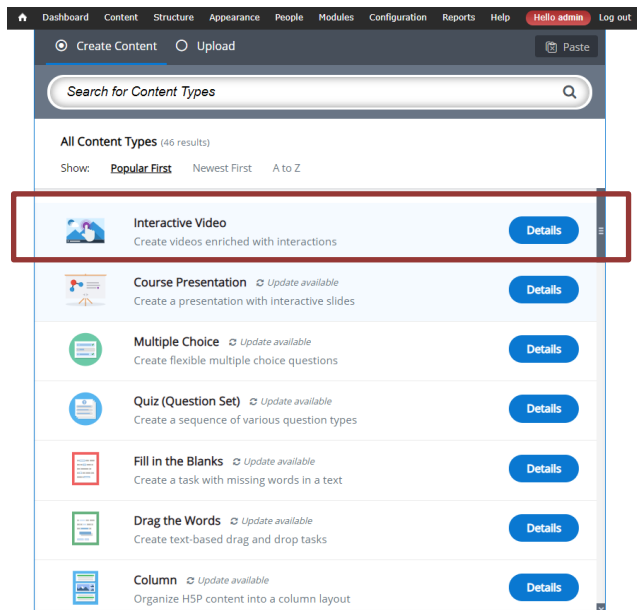 Dashboard Content Structure Appearance People Modules Configuration Reports Help Hello admin Log out
Create Content Upload Paste
Search for Content Types
All Content Types (46 results)
Show: Popular First Newest First A to Z
Interactive Video
Create videos enriched with interactions
Details
Course Presentation Update available
Create a presentation with interactive slides
Details
Multiple Choice Update available
Create flexible multiple choice questions
Details
Quiz (Question Set) Update available
Create a sequence of various question types
Details
Fill in the Blanks Update available
Create a task with missing words in a text
Details
Drag the Words Update available
Create text-based drag and drop tasks
Details
Column Update available
Organize H5P content into a column layout
Details